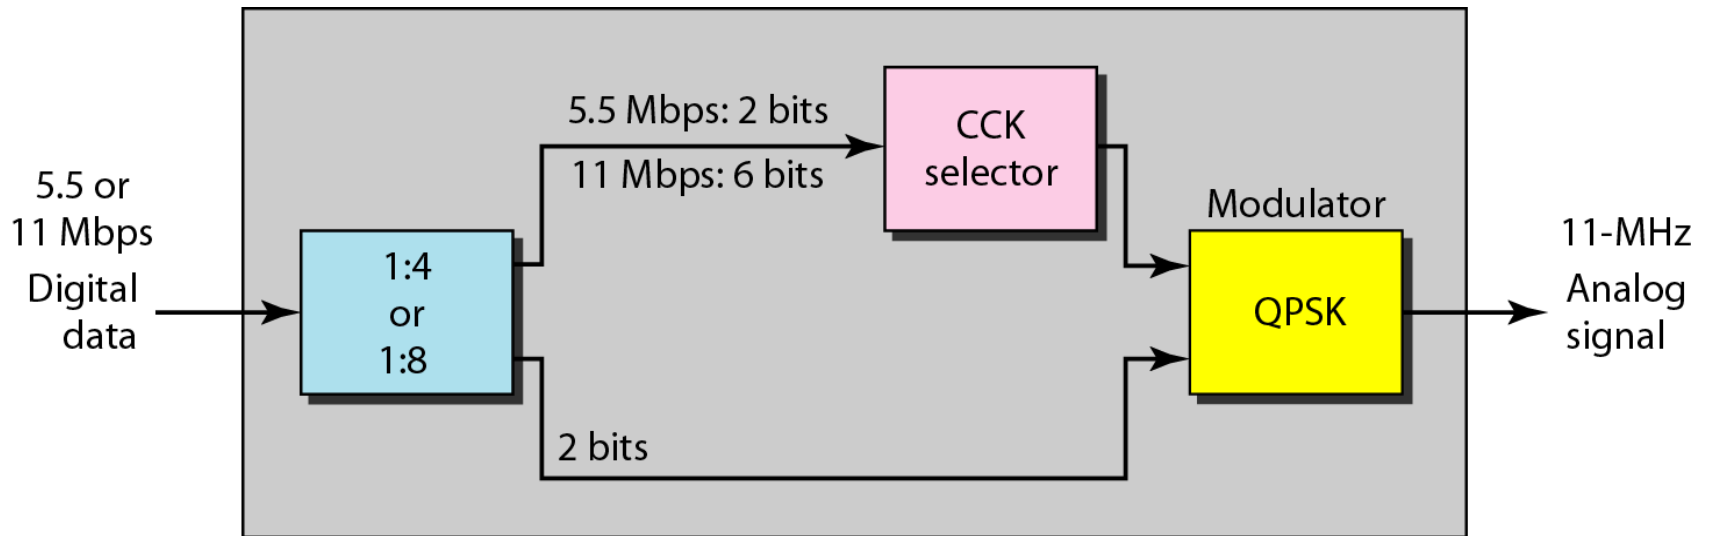 5.5 or
11 Mbps
Digital
data
1:4
or
1:8
5.5 Mbps: 2 bits
11 Mbps: 6 bits
2 bits
CCK
selector
Modulator
QPSK
11-MHz
Analog
signal